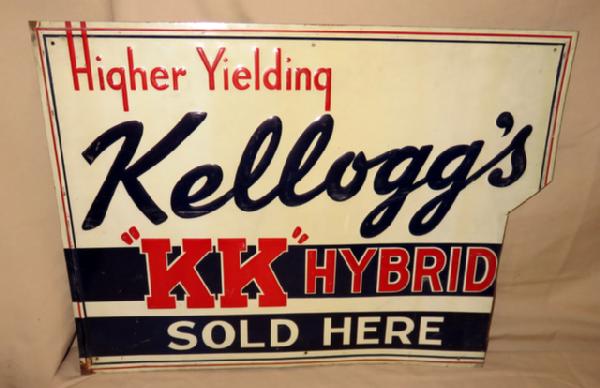 Higher Yielding
Kellogg's
"KK" HYBRID
SOLD HERE